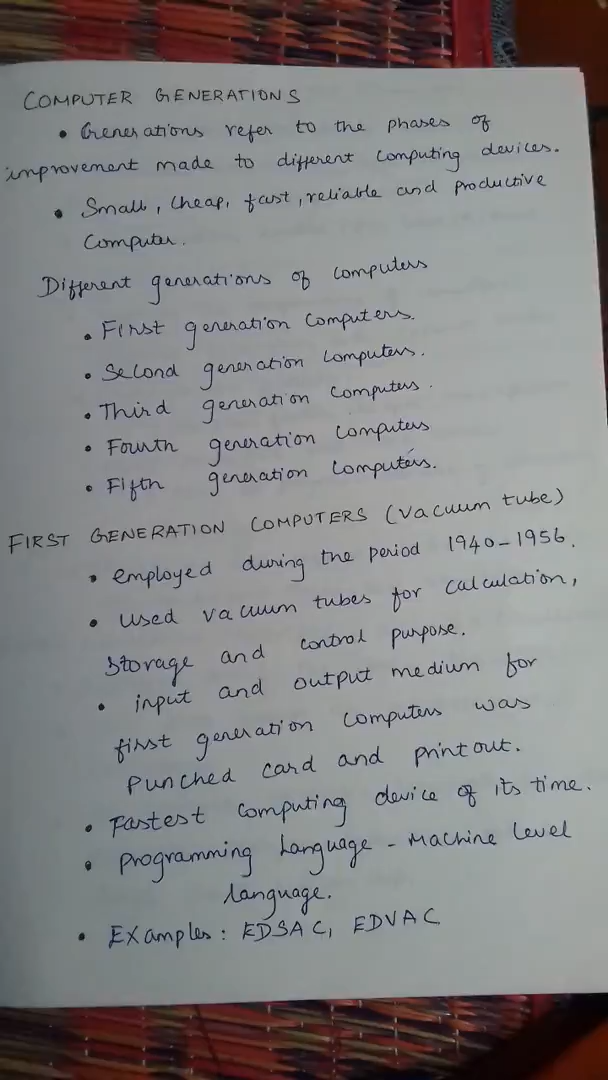 COMPUTER GENERATIONS
• Generations refer to the phases of
improvement made to different computing devices.
• Small, cheap, fast, reliable and productive
computer.
Different generations of computers
• First generation computers.
• Second generation computers.
• Third generation computers.
• Fourth generation computers
• Fifth generation computers.
FIRST GENERATION COMPUTERS (vacuum tube)
• employed during the period 1940-1956.
• used vacuum tubes for calculation,
storage and control purpose.
• input and output medium for
first generation computers was
punched card and printout.
• Fastest computing device of its time.
• programming language - Machine level
language.
• Examples: EDSAC, EDVAC